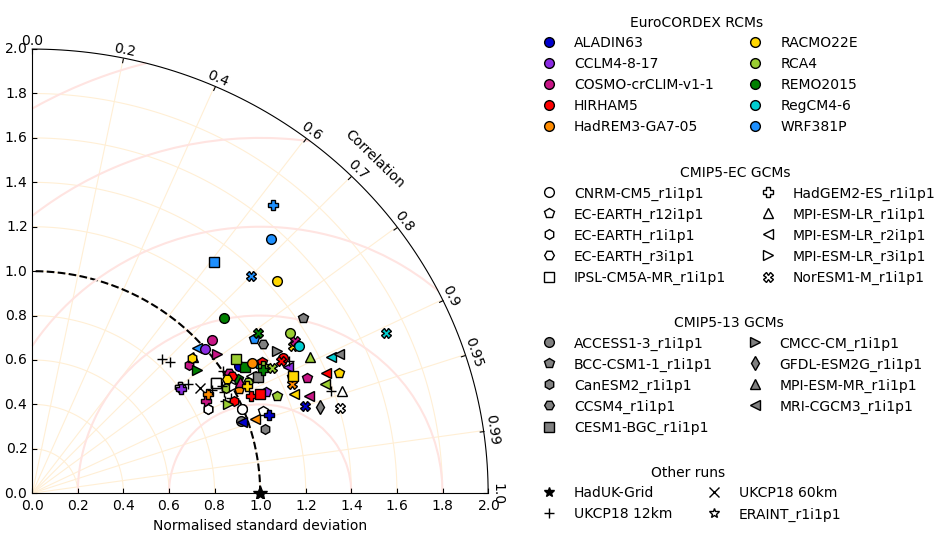 EuroCORDEX RCMs
ALADIN63 RACMO22E
CCLM4-8-17 RCA4
COSMO-crCLIM-v1-1 REMO2015
HIRHAM5 RegCM4-6
HadREM3-GA7-05 WRF381P
CMIP5-EC GCMs
CNRM-CM5_r1i1p1 HadGEM2-ES_r1i1p1
EC-EARTH_r12i1p1 MPI-ESM-LR_r1i1p1
EC-EARTH_r1i1p1 MPI-ESM-LR_r2i1p1
EC-EARTH_r3i1p1 MPI-ESM-LR_r3i1p1
IPSL-CM5A-MR_r1i1p1 NorESM1-M_r1i1p1
CMIP5-13 GCMs
ACCESS1-3_r1i1p1 CMCC-CM_r1i1p1
BCC-CSM1-1_r1i1p1 GFDL-ESM2G_r1i1p1
CanESM2_r1i1p1 MPI-ESM-MR_r1i1p1
CCSM4_r1i1p1 MRI-CGCM3_r1i1p1
CESM1-BGC_r1i1p1
Other runs
HadUK-Grid UKCP18 60km
UKCP18 12km ERAINT_r1i1p1
0.0
0.2
0.4
0.6
0.7
0.8
0.9
0.95
0.99
1.0
Correlation
2.0
1.8
1.6
1.4
1.2
1.0
0.8
0.6
0.4
0.2
0.0
0.0 0.2 0.4 0.6 0.8 1.0 1.2 1.4 1.6 1.8 2.0
Normalised standard deviation